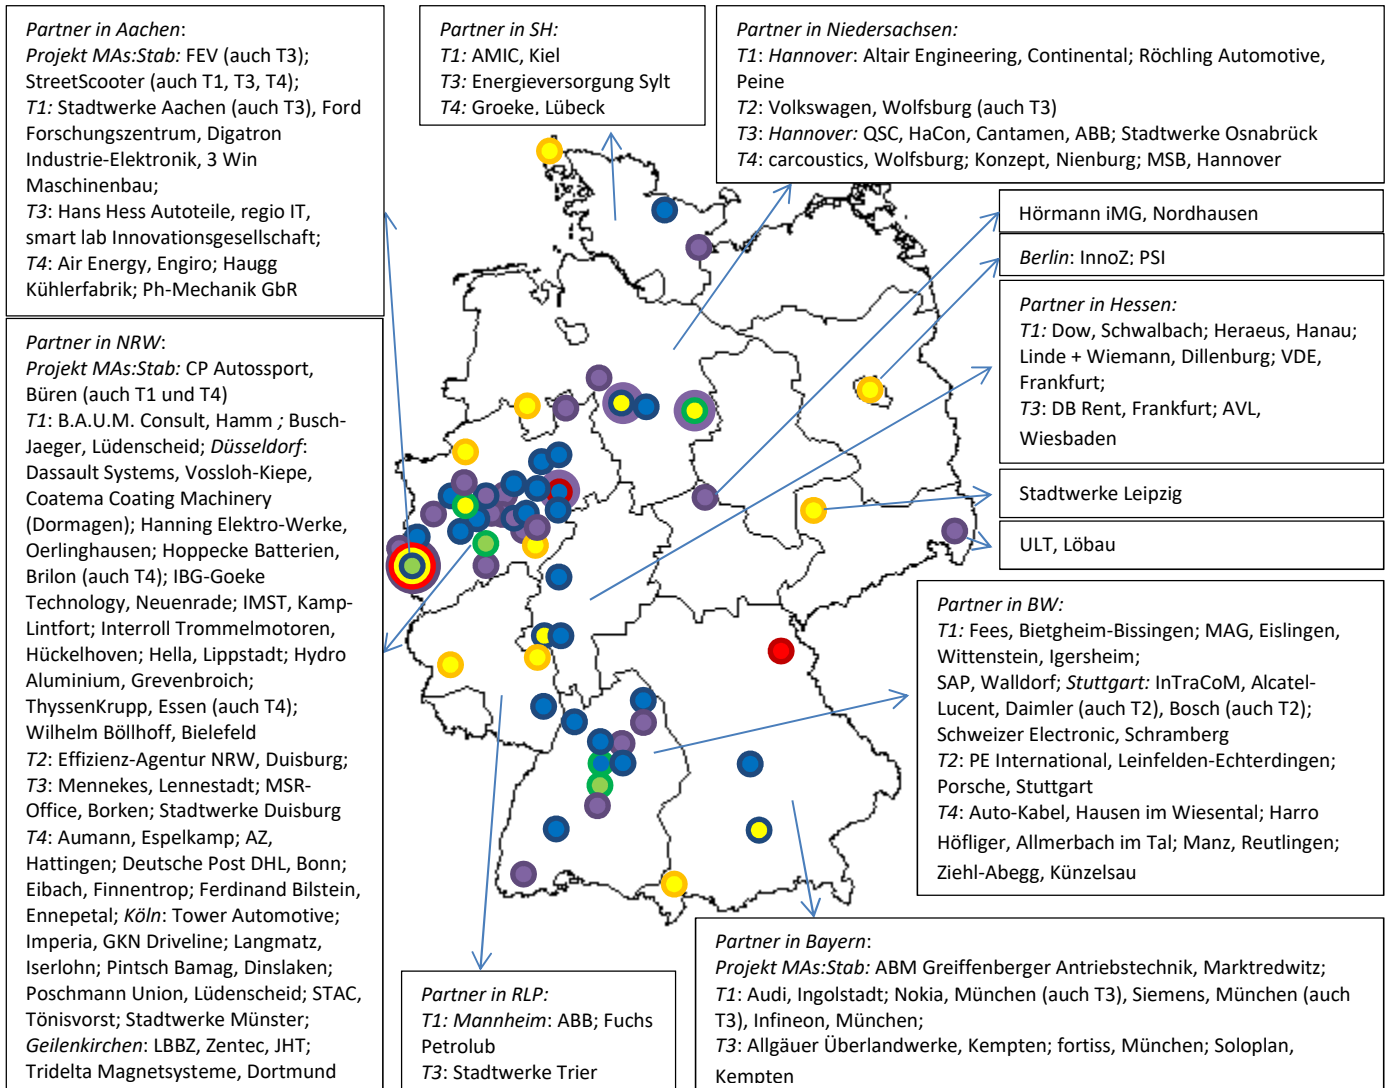 Partner in Aachen:
Projekt MAs:Stab: FEV (auch T3);
StreetScooter (auch T1, T3, T4);
T1: Stadtwerke Aachen (auch T3), Ford
Forschungszentrum, Digatron
Industrie-Elektronik, 3 Win
Maschinenbau;
T3: Hans Hess Autoteile, regio IT,
smart lab Innovationsgesellschaft;
T4: Air Energy, Engiro; Haugg
Kühlerfabrik; Ph-Mechanik GbR
Partner in NRW:
Projekt MAs:Stab: CP Autossport,
Büren (auch T1 und T4)
T1: B.A.U.M. Consult, Hamm ; Busch-
Jaeger, Lüdenscheid; Düsseldorf:
Dassault Systems, Vossloh-Kiepe,
Coatema Coating Machinery
(Dormagen); Hanning Elektro-Werke,
Oerlinghausen; Hoppecke Batterien,
Brilon (auch T4); IBG-Goeke
Technology, Neuenrade; IMST, Kamp-
Lintfort; Interroll Trommelmotoren,
Hückelhoven; Hella, Lippstadt; Hydro
Aluminium, Grevenbroich;
ThyssenKrupp, Essen (auch T4);
Wilhelm Böllhoff, Bielefeld
T2: Effizienz-Agentur NRW, Duisburg;
T3: Mennekes, Lennestadt; MSR-
Office, Borken; Stadtwerke Duisburg
T4: Aumann, Espelkamp; AZ,
Hattingen; Deutsche Post DHL, Bonn;
Eibach, Finnentrop; Ferdinand Bilstein,
Ennepetal; Köln: Tower Automotive;
Imperia, GKN Driveline; Langmatz,
Iserlohn; Pintsch Bamag, Dinslaken;
Poschmann Union, Lüdenscheid; STAC,
Tönisvorst; Stadtwerke Münster;
Geilenkirchen: LBBZ, Zentec, JHT;
Tridelta Magnetsysteme, Dortmund
Partner in SH:
T1: AMIC, Kiel
T3: Energieversorgung Sylt
T4: Groeke, Lübeck
Partner in Niedersachsen:
T1: Hannover: Altair Engineering, Continental; Röchling Automotive,
Peine
T2: Volkswagen, Wolfsburg (auch T3)
T3: Hannover: QSC, HaCon, Cantamen, ABB; Stadtwerke Osnabrück
T4: carcoustics, Wolfsburg; Konzept, Nienburg; MSB, Hannover
Hörmann iMG, Nordhausen
Berlin: InnoZ; PSI
Partner in Hessen:
T1: Dow, Schwalbach; Heraeus, Hanau;
Linde + Wiemann, Dillenburg; VDE,
Frankfurt;
T3: DB Rent, Frankfurt; AVL,
Wiesbaden
Stadtwerke Leipzig
ULT, Löbau
Partner in BW:
T1: Fees, Bietgheim-Bissingen; MAG, Eislingen,
Wittenstein, Igersheim;
SAP, Walldorf; Stuttgart: InTraCoM, Alcatel-
Lucent, Daimler (auch T2), Bosch (auch T2);
Schweizer Electronic, Schramberg
T2: PE International, Leinfelden-Echterdingen;
Porsche, Stuttgart
T4: Auto-Kabel, Hausen im Wiesental; Harro
Höfliger, Allmerbach im Tal; Manz, Reutlingen;
Ziehl-Abegg, Künzelsau
Partner in RLP:
T1: Mannheim: ABB; Fuchs
Petrolub
T3: Stadtwerke Trier
Partner in Bayern:
Projekt MAs:Stab: ABM Greiffenberger Antriebstechnik, Marktredwitz;
T1: Audi, Ingolstadt; Nokia, München (auch T3), Siemens, München (auch
T3), Infineon, München;
T3: Allgäuer Überlandwerke, Kempten; fortiss, München; Soloplan,
Kempten